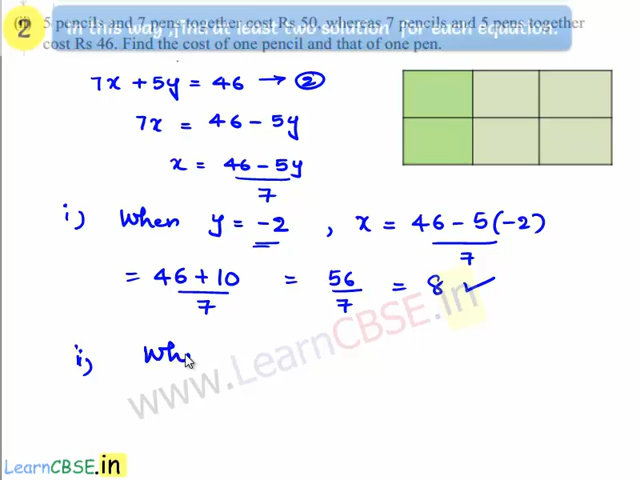 (ii) 5 pencils and 7 pens together cost Rs 50, whereas 7 pencils and 5 pens together
2 In this way, find at least two solution for each equation.
cost Rs 46. Find the cost of one pencil and that of one pen.
7x + 5y = 46 → ②
7x = 46 - 5y
x = 46 - 5y
7
i) When y = -2 , x = 46 - 5(-2)
7
= 46 + 10 = 56 = 8 ✓
7 7
ii) Whe
www.LearnCBSE.in
LearnCBSE.in